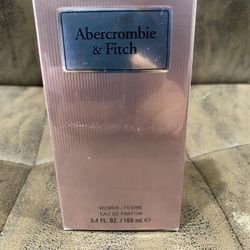 Abercrombie
& Fitch
WOMAN / FEMME
EAU DE PARFUM
3.4 FL. OZ. / 100 mL ℮